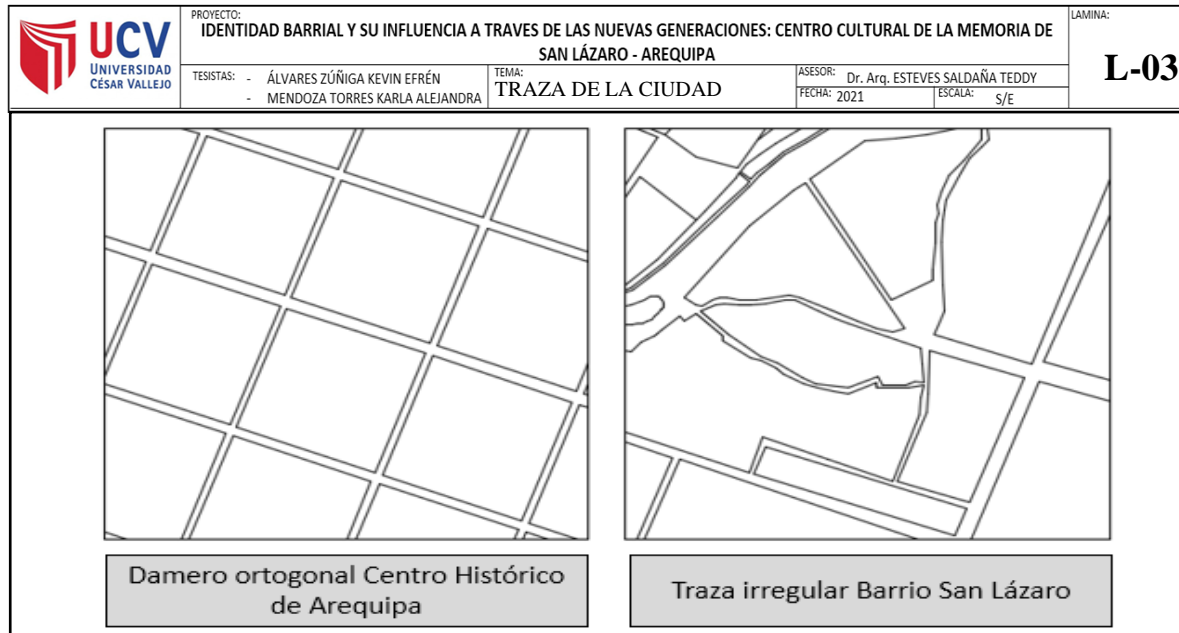 UCV
UNIVERSIDAD
CÉSAR VALLEJO
PROYECTO:
IDENTIDAD BARRIAL Y SU INFLUENCIA A TRAVES DE LAS NUEVAS GENERACIONES: CENTRO CULTURAL DE LA MEMORIA DE
SAN LÁZARO - AREQUIPA
TESISTAS: - ÁLVARES ZÚÑIGA KEVIN EFRÉN
- MENDOZA TORRES KARLA ALEJANDRA
TEMA:
TRAZA DE LA CIUDAD
ASESOR: Dr. Arq. ESTEVES SALDAÑA TEDDY
FECHA: 2021
ESCALA: S/E
LAMINA:
L-03
Damero ortogonal Centro Histórico
de Arequipa
Traza irregular Barrio San Lázaro